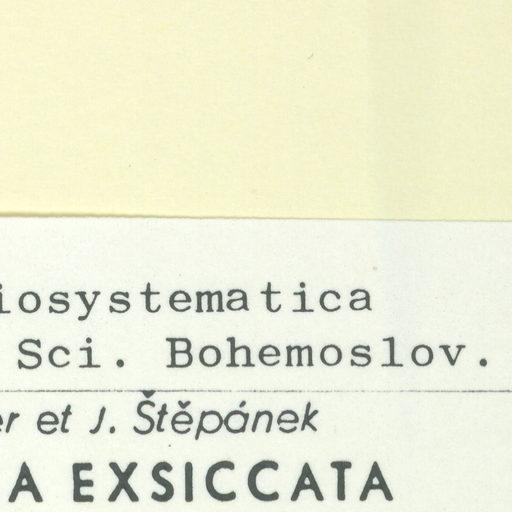 iosystematica
Sci. Bohemoslov.
er et J. Štěpánek
A EXSICCATA